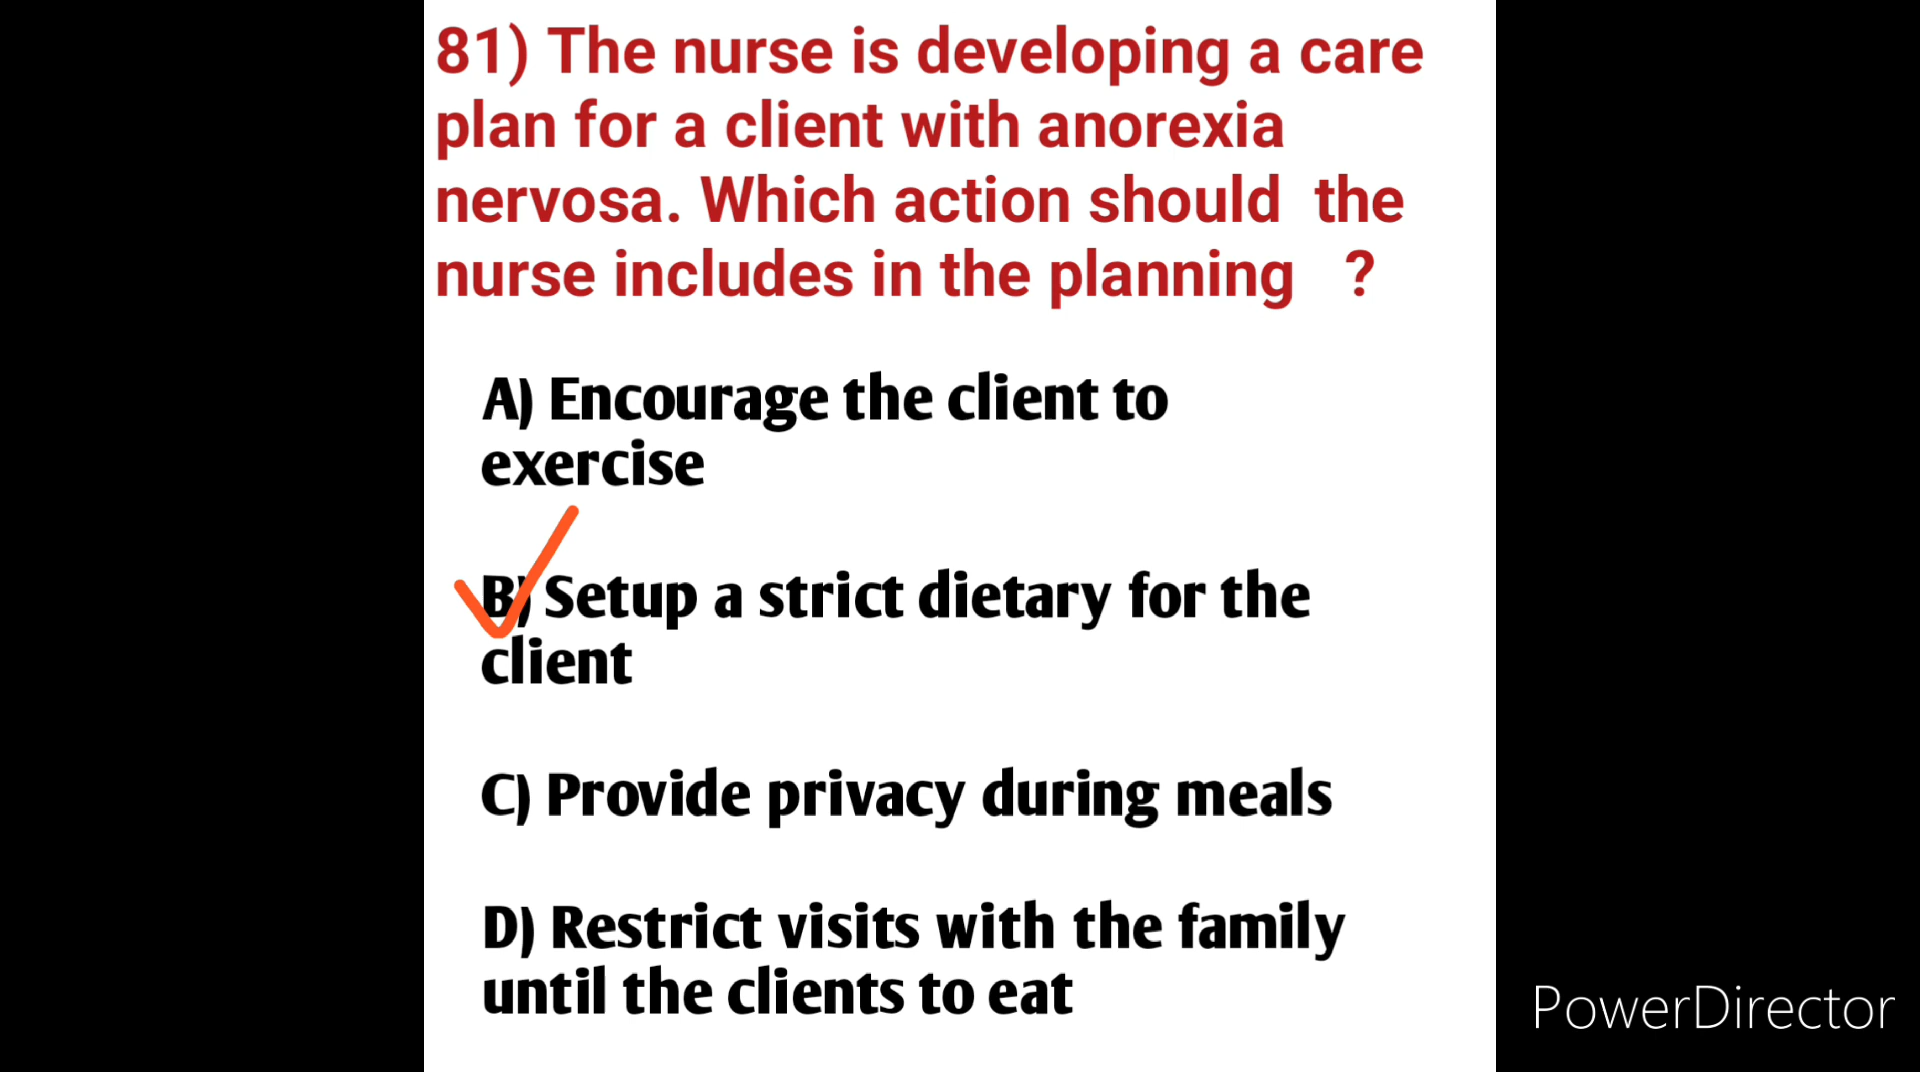 81) The nurse is developing a care
plan for a client with anorexia
nervosa. Which action should the
nurse includes in the planning ?
A) Encourage the client to
exercise
B) Setup a strict dietary for the
client
C) Provide privacy during meals
D) Restrict visits with the family
until the clients to eat
PowerDirector